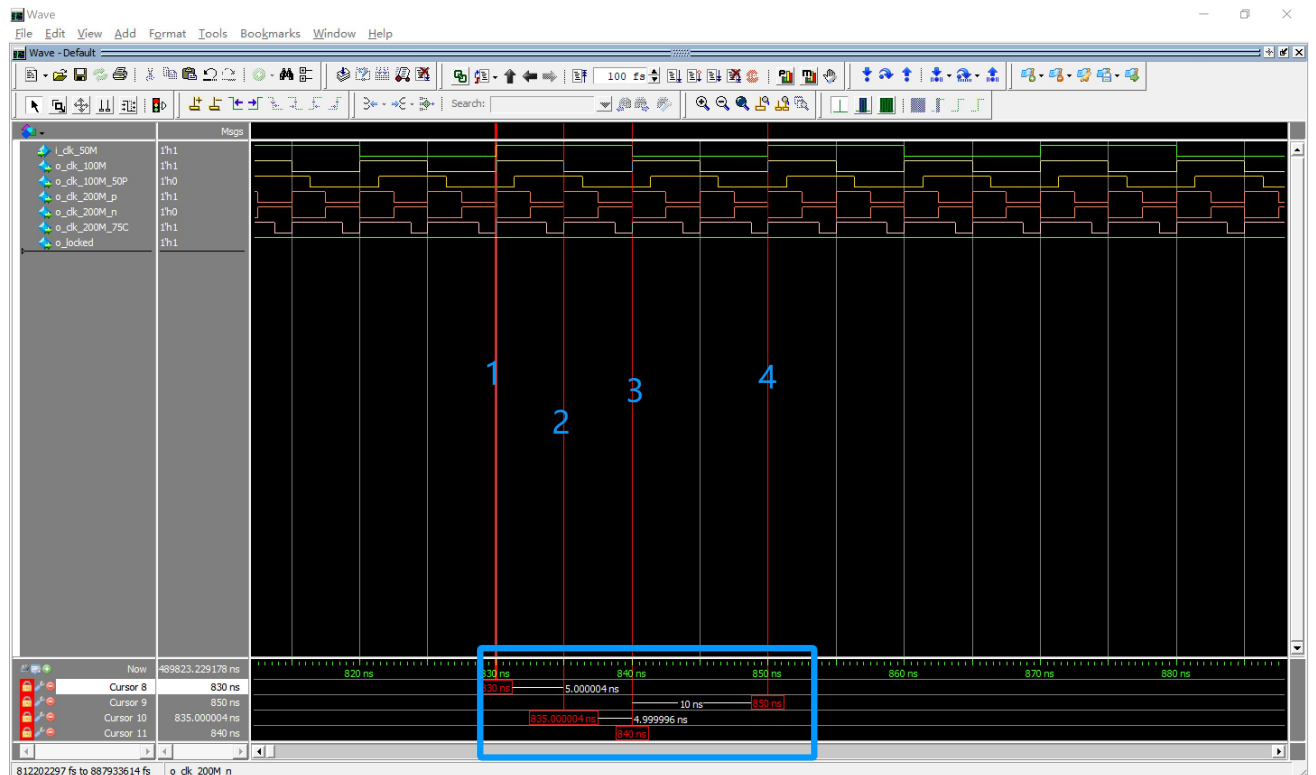 Wave
File Edit View Add Format Tools Bookmarks Window Help
Wave - Default
100 fs
Search:
Msgs
i_clk_50M 1'h1
o_clk_100M 1'h1
o_clk_100M_50P 1'h0
o_clk_200M_p 1'h1
o_clk_200M_n 1'h0
o_clk_200M_75C 1'h1
o_locked 1'h1
1
2
3
4
Now 489823.229178 ns 820 ns 830 ns 840 ns 850 ns 860 ns 870 ns 880 ns
Cursor 8 830 ns 830 ns 5.000004 ns
Cursor 9 850 ns 10 ns 850 ns
Cursor 10 835.000004 ns 835.000004 ns 4.999996 ns
Cursor 11 840 ns 840 ns
812202297 fs to 887933614 fs o_clk_200M_n